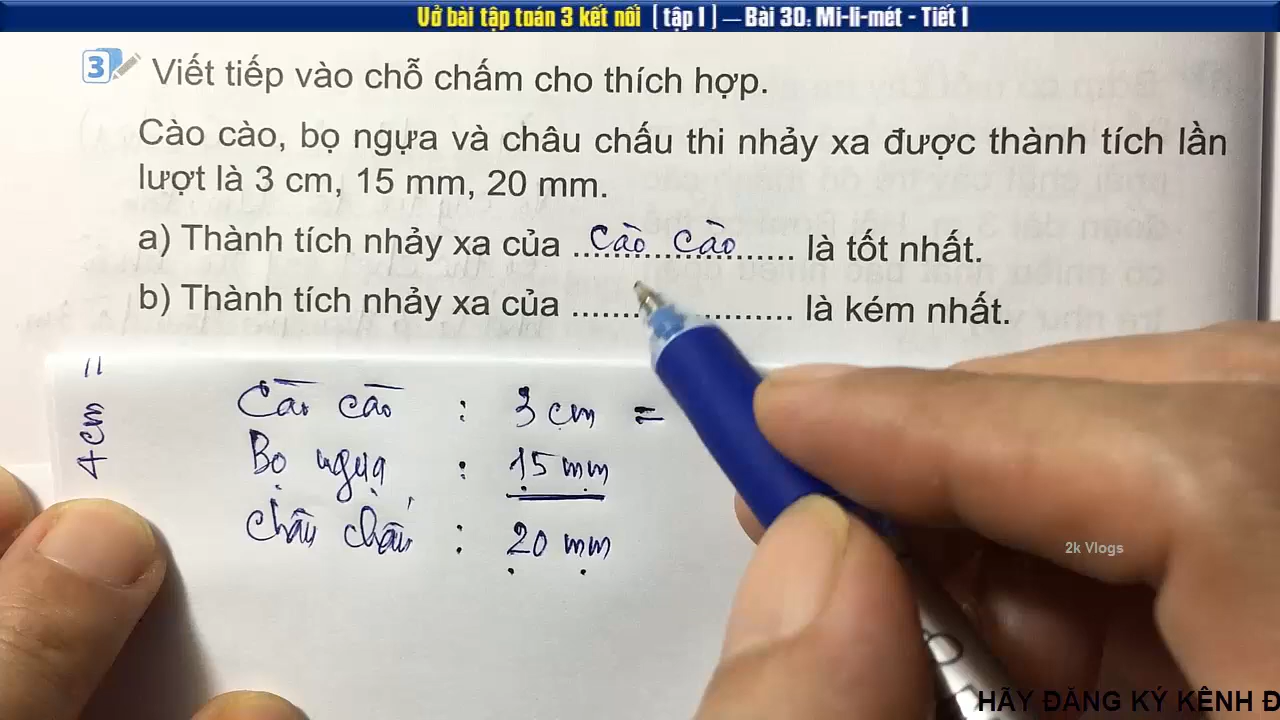 Vở bài tập toán 3 kết nối (tập 1) – Bài 30: Mi-li-mét - Tiết 1
3 Viết tiếp vào chỗ chấm cho thích hợp.
Cào cào, bọ ngựa và châu chấu thi nhảy xa được thành tích lần
lượt là 3 cm, 15 mm, 20 mm.
a) Thành tích nhảy xa của ...Cào Cào... là tốt nhất.
b) Thành tích nhảy xa của .................... là kém nhất.
4cm =
Cào cào : 3 cm =
Bọ ngựa : 15 mm
Châu chấu : 20 mm
2k Vlogs
HÃY ĐĂNG KÝ KÊNH Đ